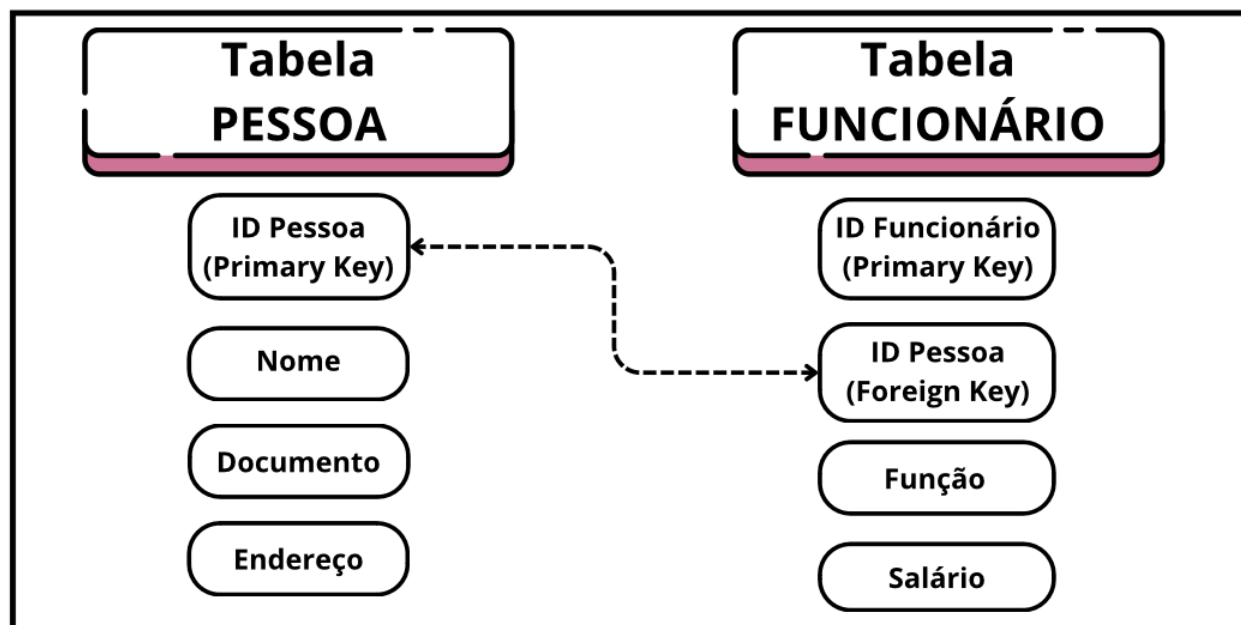 Tabela
PESSOA
ID Pessoa
(Primary Key)
Nome
Documento
Endereço
Tabela
FUNCIONÁRIO
ID Funcionário
(Primary Key)
ID Pessoa
(Foreign Key)
Função
Salário